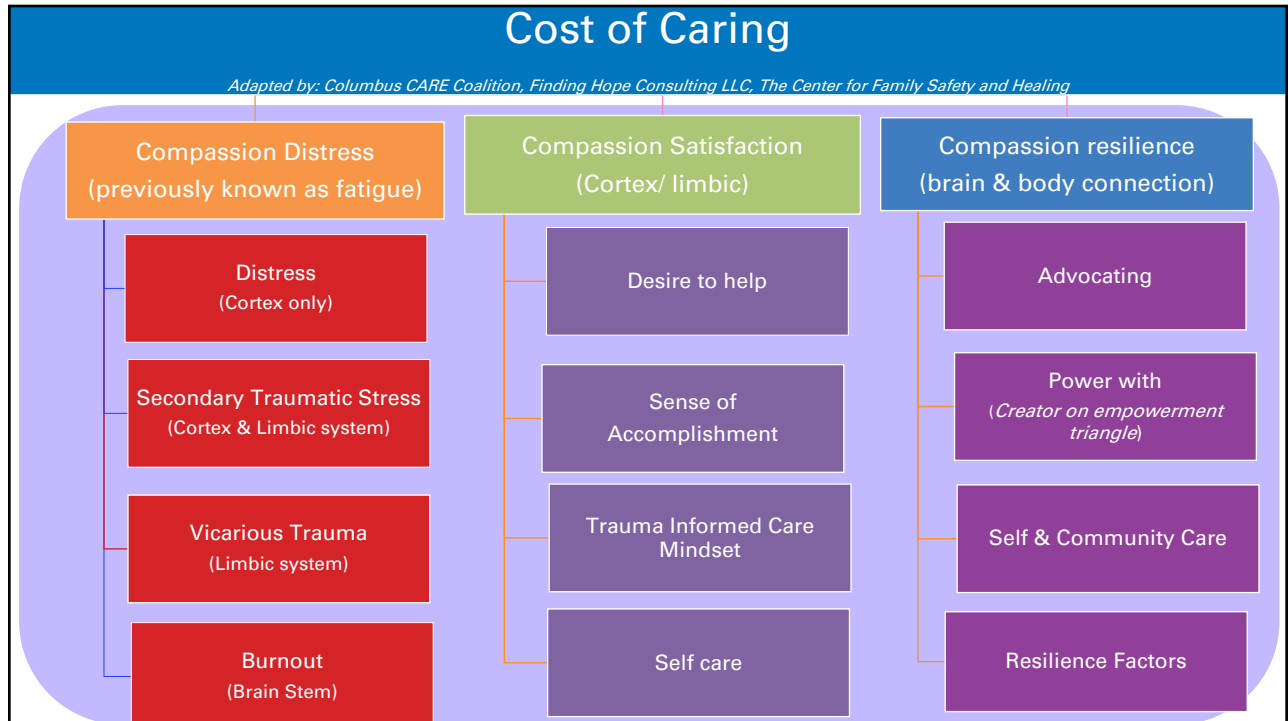 Cost of Caring
Adapted by: Columbus CARE Coalition, Finding Hope Consulting LLC, The Center for Family Safety and Healing
Compassion Distress
(previously known as fatigue)
Distress
(Cortex only)
Secondary Traumatic Stress
(Cortex & Limbic system)
Vicarious Trauma
(Limbic system)
Burnout
(Brain Stem)
Compassion Satisfaction
(Cortex/ limbic)
Desire to help
Sense of
Accomplishment
Trauma Informed Care
Mindset
Self care
Compassion resilience
(brain & body connection)
Advocating
Power with
(Creator on empowerment
triangle)
Self & Community Care
Resilience Factors